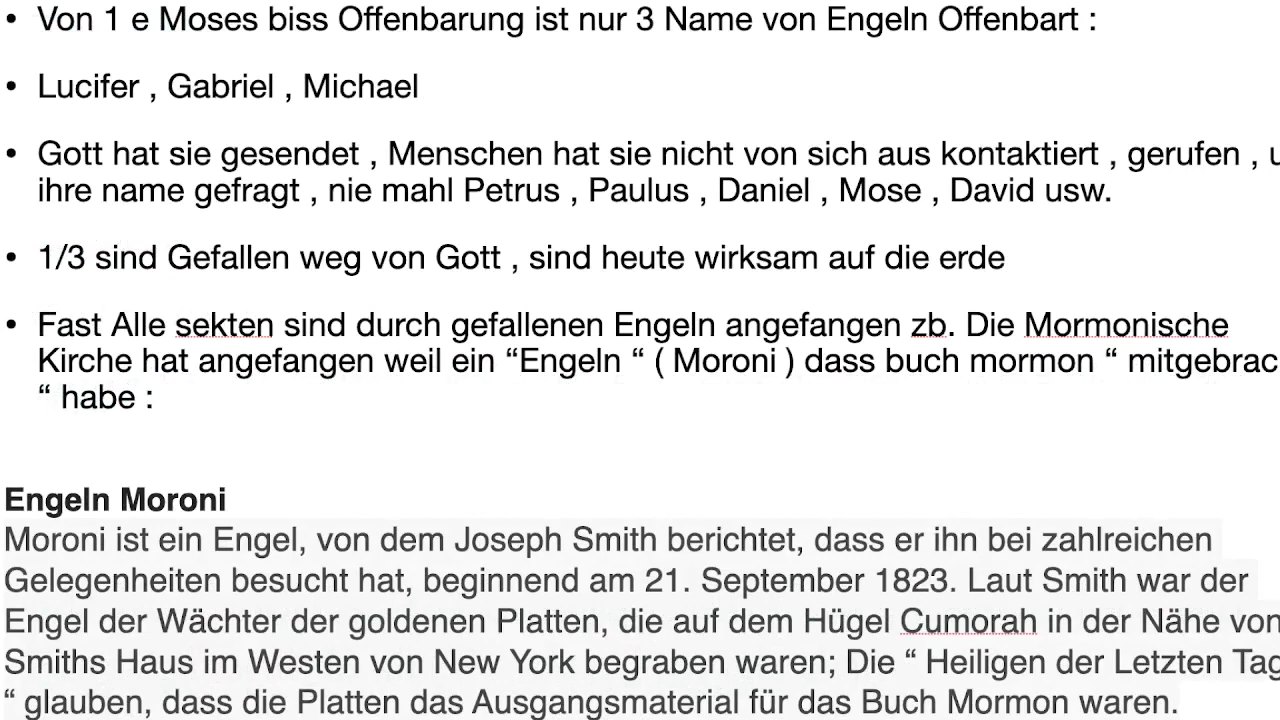 • Von 1 e Moses biss Offenbarung ist nur 3 Name von Engeln Offenbart :
• Lucifer , Gabriel , Michael
• Gott hat sie gesendet , Menschen hat sie nicht von sich aus kontaktiert , gerufen ,
ihre name gefragt , nie mahl Petrus , Paulus , Daniel , Mose , David usw.
• 1/3 sind Gefallen weg von Gott , sind heute wirksam auf die erde
• Fast Alle sekten sind durch gefallenen Engeln angefangen zb. Die Mormonische
Kirche hat angefangen weil ein “Engeln “ ( Moroni ) dass buch mormon “ mitgebrac
“ habe :
Engeln Moroni
Moroni ist ein Engel, von dem Joseph Smith berichtet, dass er ihn bei zahlreichen
Gelegenheiten besucht hat, beginnend am 21. September 1823. Laut Smith war der
Engel der Wächter der goldenen Platten, die auf dem Hügel Cumorah in der Nähe von
Smiths Haus im Westen von New York begraben waren; Die “ Heiligen der Letzten Tag
“ glauben, dass die Platten das Ausgangsmaterial für das Buch Mormon waren.